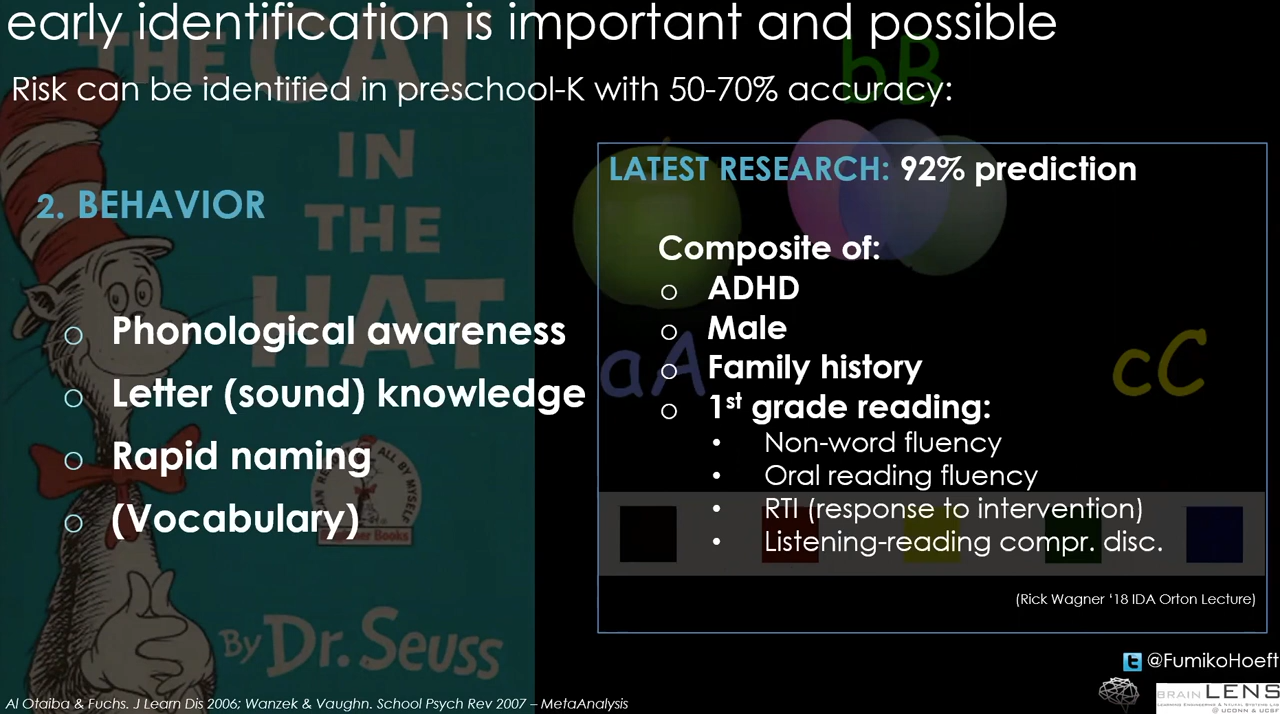 early identification is important and possible
Risk can be identified in preschool-K with 50-70% accuracy:
THE CAT
IN
THE
HAT
By Dr. Seuss
2. BEHAVIOR
Phonological awareness
Letter (sound) knowledge
Rapid naming
(Vocabulary)
bB
aA
cC
LATEST RESEARCH: 92% prediction
Composite of:
ADHD
Male
Family history
1st grade reading:
Non-word fluency
Oral reading fluency
RTI (response to intervention)
Listening-reading compr. disc.
(Rick Wagner ‘18 IDA Orton Lecture)
@FumikoHoeft
BRAIN LENS
@ UCONN & UCSF
Al Otaiba & Fuchs. J Learn Dis 2006; Wanzek & Vaughn. School Psych Rev 2007 – MetaAnalysis